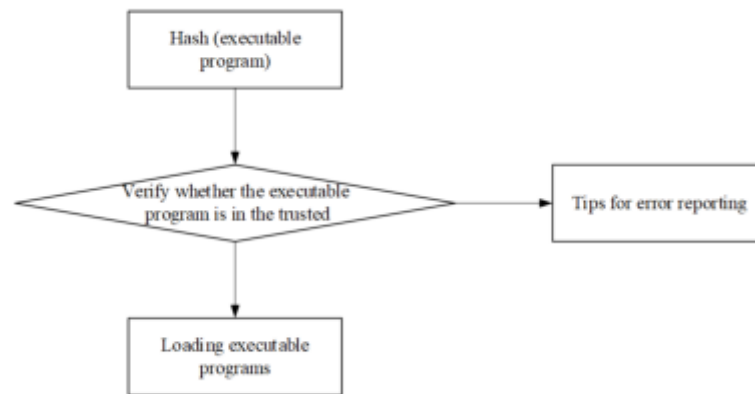 Hash (executable
program)
Verify whether the executable
program is in the trusted
Tips for error reporting
Loading executable
programs